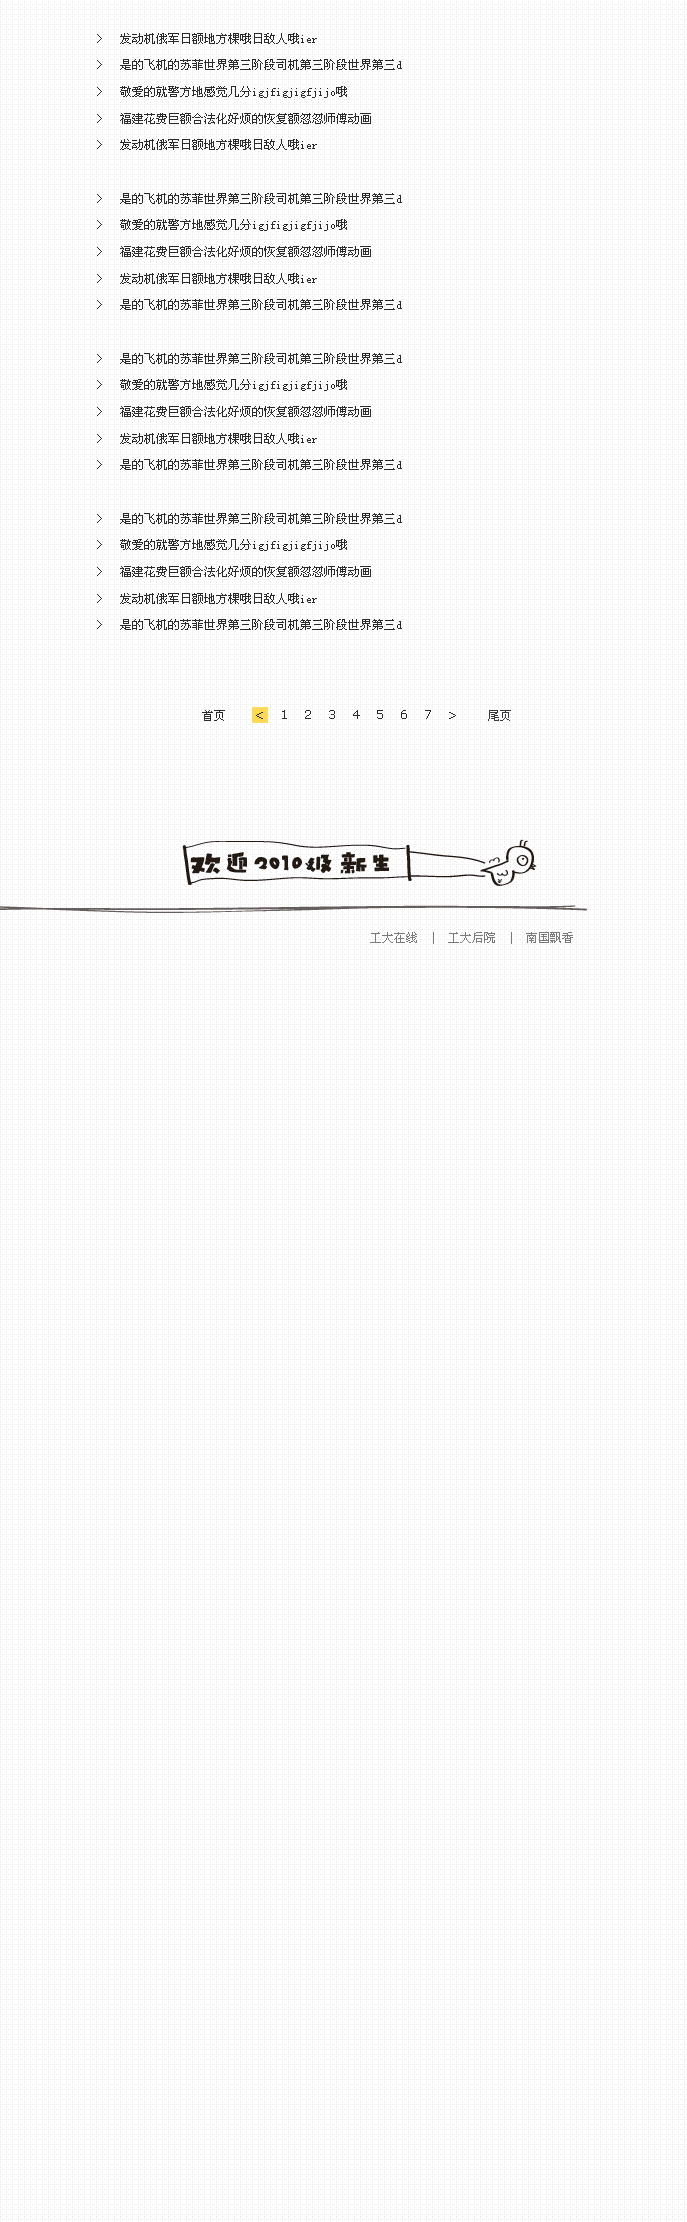 > 发动机俄军日额地方棵哦日敌人哦ier
> 是的飞机的苏菲世界第三阶段司机第三阶段世界第三d
> 敬爱的就警方地感觉几分igjfigjigfjijo哦
> 福建花费巨额合法化好烦的恢复额忽忽师傅动画
> 发动机俄军日额地方棵哦日敌人哦ier
> 是的飞机的苏菲世界第三阶段司机第三阶段世界第三d
> 敬爱的就警方地感觉几分igjfigjigfjijo哦
> 福建花费巨额合法化好烦的恢复额忽忽师傅动画
> 发动机俄军日额地方棵哦日敌人哦ier
> 是的飞机的苏菲世界第三阶段司机第三阶段世界第三d
> 是的飞机的苏菲世界第三阶段司机第三阶段世界第三d
> 敬爱的就警方地感觉几分igjfigjigfjijo哦
> 福建花费巨额合法化好烦的恢复额忽忽师傅动画
> 发动机俄军日额地方棵哦日敌人哦ier
> 是的飞机的苏菲世界第三阶段司机第三阶段世界第三d
> 是的飞机的苏菲世界第三阶段司机第三阶段世界第三d
> 敬爱的就警方地感觉几分igjfigjigfjijo哦
> 福建花费巨额合法化好烦的恢复额忽忽师傅动画
> 发动机俄军日额地方棵哦日敌人哦ier
> 是的飞机的苏菲世界第三阶段司机第三阶段世界第三d
首页 < 1 2 3 4 5 6 7 > 尾页
欢迎2010级新生
工大在线 | 工大后院 | 南国飘香